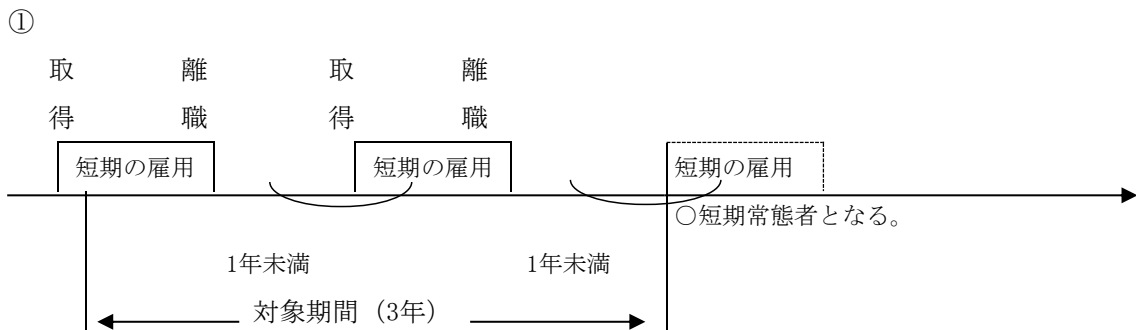 ①
取 離 取 離
得 職 得 職
短期の雇用 短期の雇用 短期の雇用
○短期常態者となる。
1年未満 1年未満
対象期間（3年）